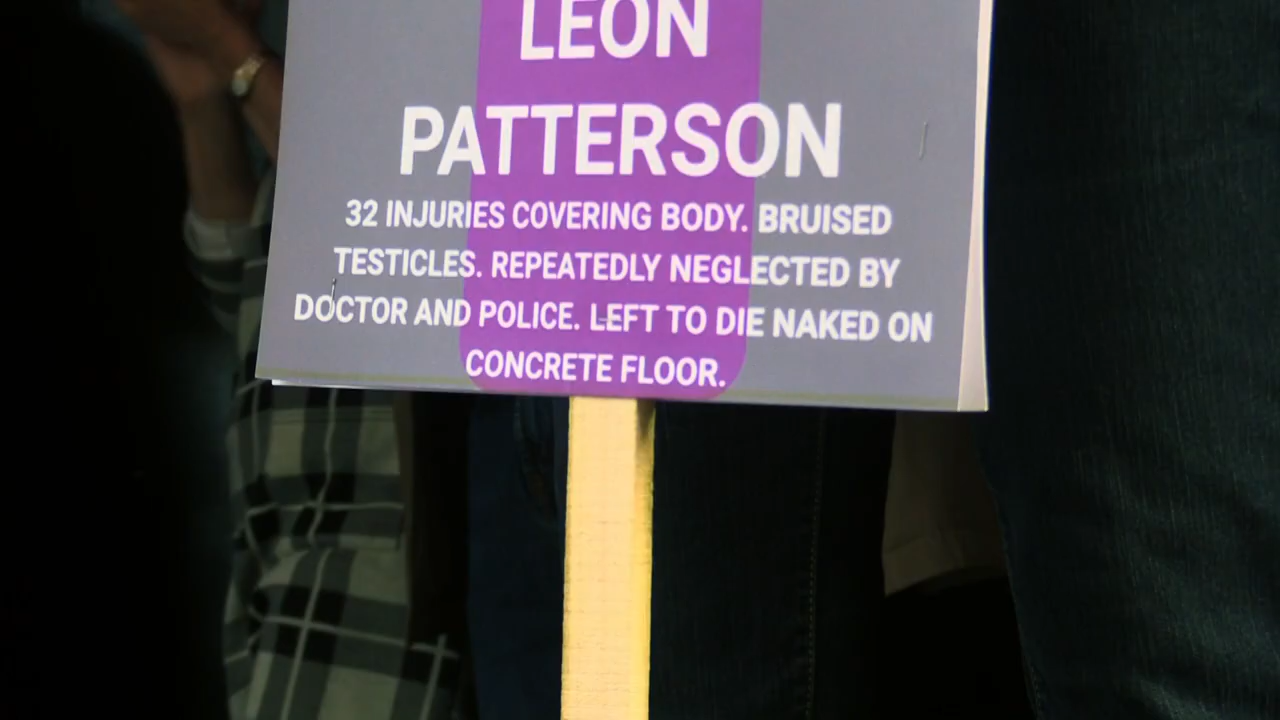 LEON
PATTERSON
32 INJURIES COVERING BODY. BRUISED
TESTICLES. REPEATEDLY NEGLECTED BY
DOCTOR AND POLICE. LEFT TO DIE NAKED ON
CONCRETE FLOOR.